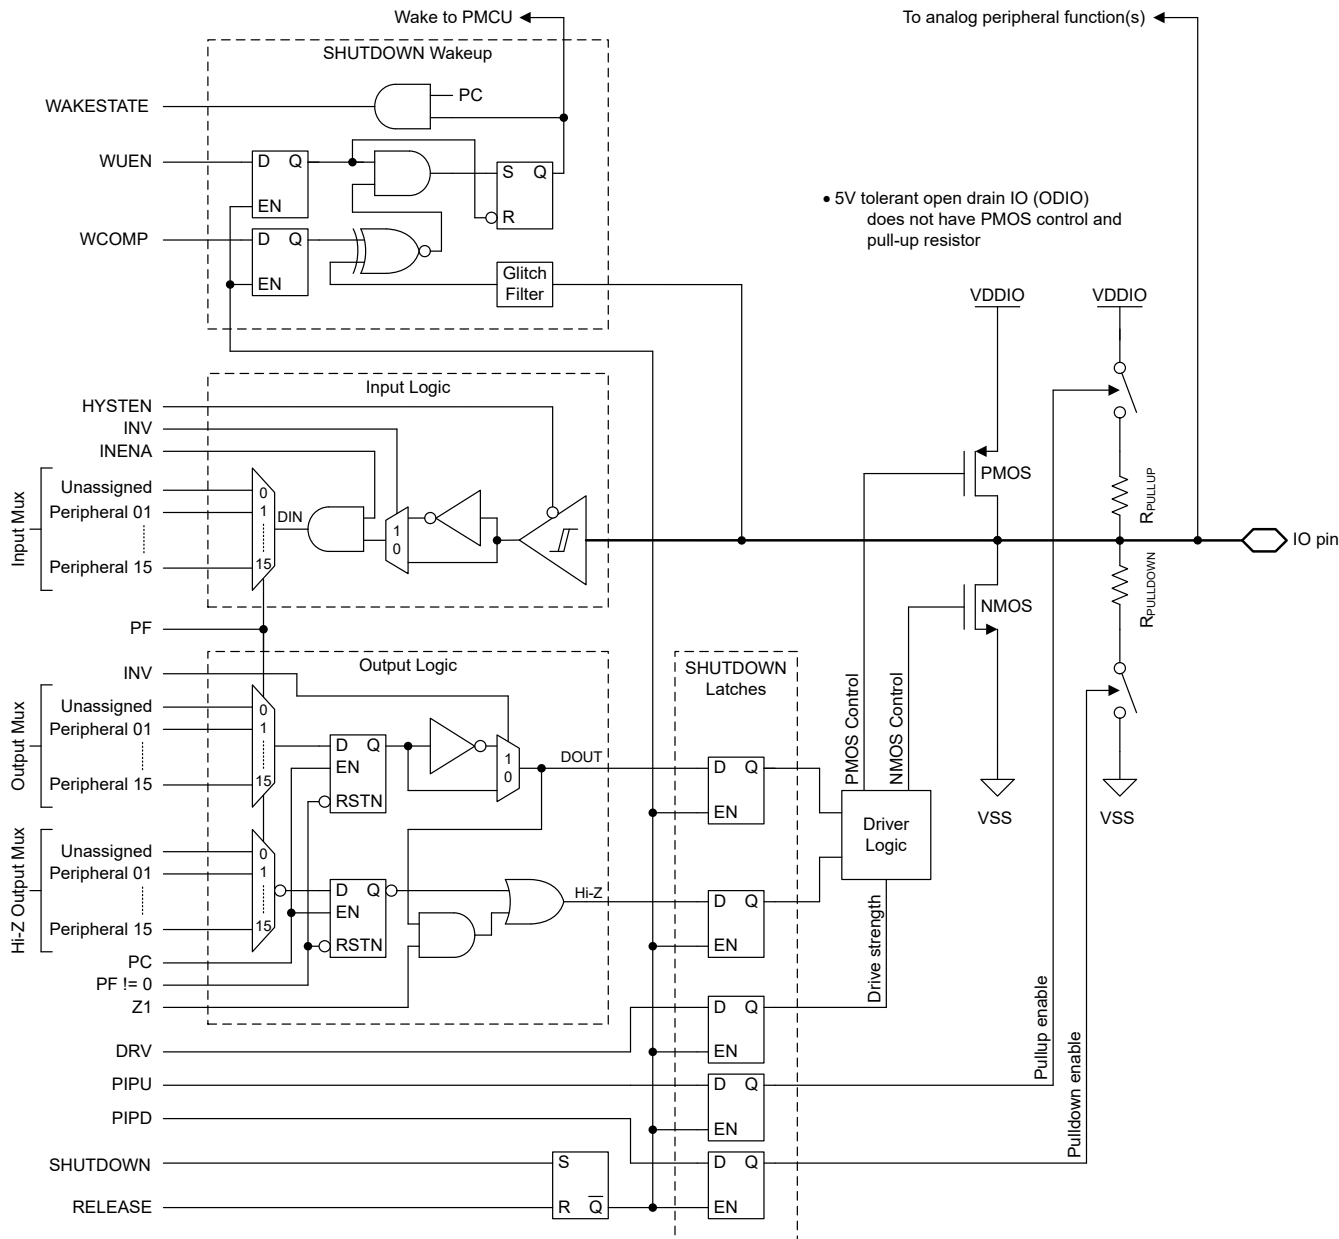 Wake to PMCU
To analog peripheral function(s)
SHUTDOWN Wakeup
WAKESTATE
PC
WUEN
D Q
EN
S Q
R
WCOMP
D Q
EN
Glitch
Filter
• 5V tolerant open drain IO (ODIO)
does not have PMOS control and
pull-up resistor
VDDIO
VDDIO
Input Logic
HYSTEN
INV
INENA
Input Mux
Unassigned
Peripheral 01
Peripheral 15
0
1
15
DIN
1
0
PMOS
RPULLUP
IO pin
NMOS
RPULLDOWN
PF
Output Logic
INV
Output Mux
Unassigned
Peripheral 01
Peripheral 15
0
1
15
D Q
EN
RSTN
1
0
DOUT
SHUTDOWN
Latches
D Q
EN
PMOS Control
NMOS Control
Driver
Logic
VSS
VSS
Hi-Z Output Mux
Unassigned
Peripheral 01
Peripheral 15
0
1
15
D Q
EN
RSTN
Hi-Z
D Q
EN
PC
PF != 0
Z1
Drive strength
D Q
EN
DRV
PIPU
D Q
EN
Pullup enable
PIPD
Pulldown enable
SHUTDOWN
S
D Q
RELEASE
R Q̅
EN